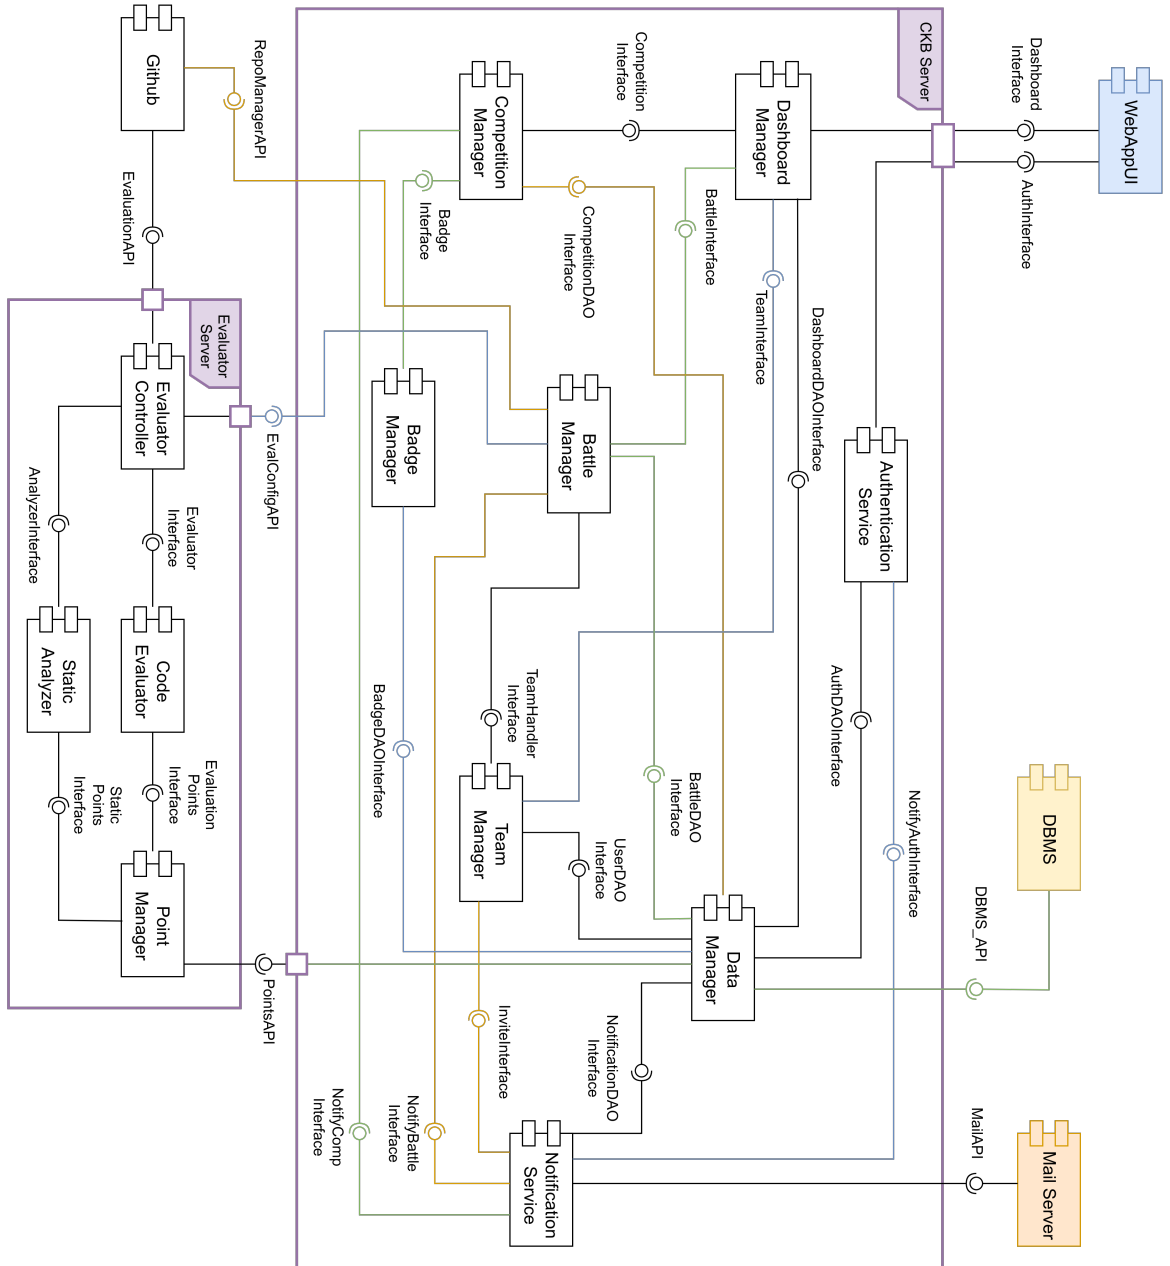 WebAppUI
Dashboard
Interface
AuthInterface
DBMS
DBMS_API
Mail Server
MailAPI
CKB Server
Dashboard
Manager
Competition
Interface
Competition
Manager
BattleInterface
TeamInterface
DashboardDAOInterface
CompetitionDAO
Interface
Badge
Interface
Authentication
Service
AuthDAOInterface
NotifyAuthInterface
Battle
Manager
Badge
Manager
BadgeDAOInterface
TeamHandler
Interface
BattleDAO
Interface
Team
Manager
UserDAO
Interface
Data
Manager
InviteInterface
NotificationDAO
Interface
NotifyBattle
Interface
NotifyComp
Interface
Notification
Service
Github
RepoManagerAPI
EvaluationAPI
Evaluator
Server
Evaluator
Controller
EvalConfigAPI
Evaluator
Interface
AnalyzerInterface
Code
Evaluator
Static
Analyzer
Evaluation
Points
Interface
Static
Points
Interface
Point
Manager
PointsAPI